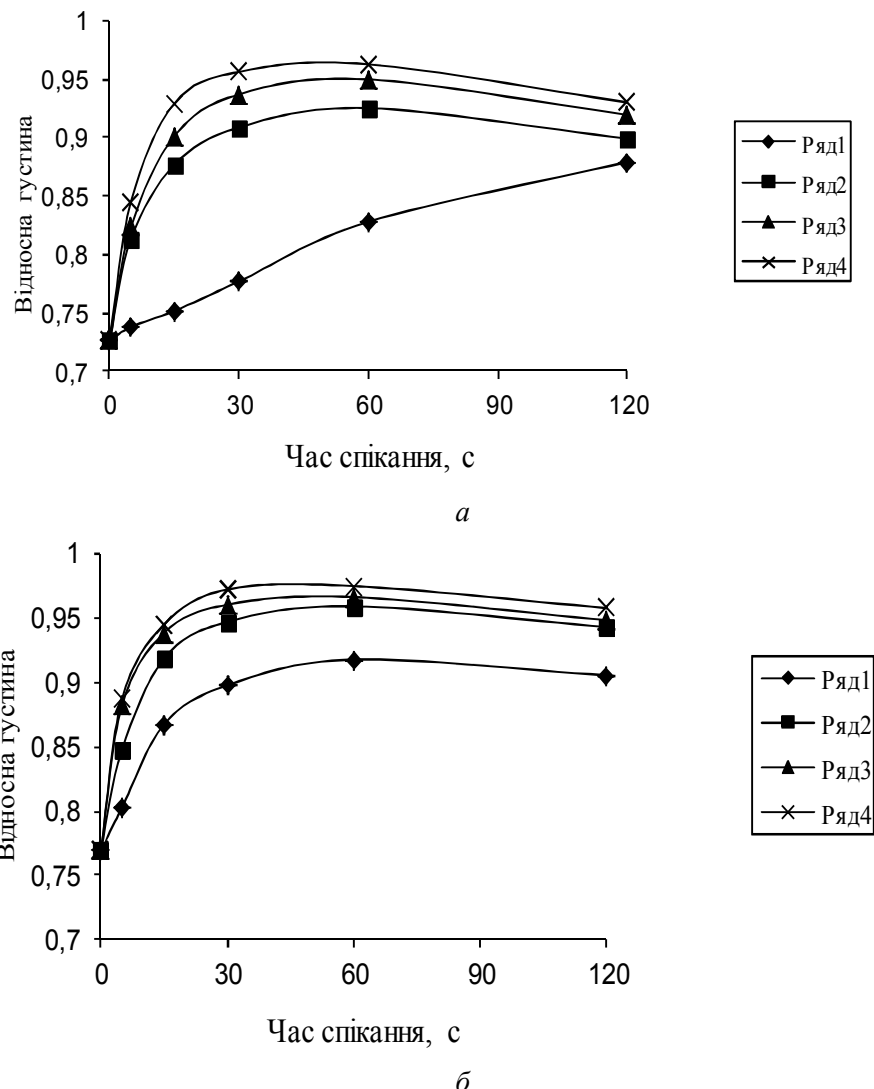 1
0,95
0,9
0,85
0,8
0,75
0,7
Відносна густина
0 30 60 90 120
Час спікання, с
Ряд1
Ряд2
Ряд3
Ряд4
а
1
0,95
0,9
0,85
0,8
0,75
0,7
Відносна густина
0 30 60 90 120
Час спікання, с
Ряд1
Ряд2
Ряд3
Ряд4
б